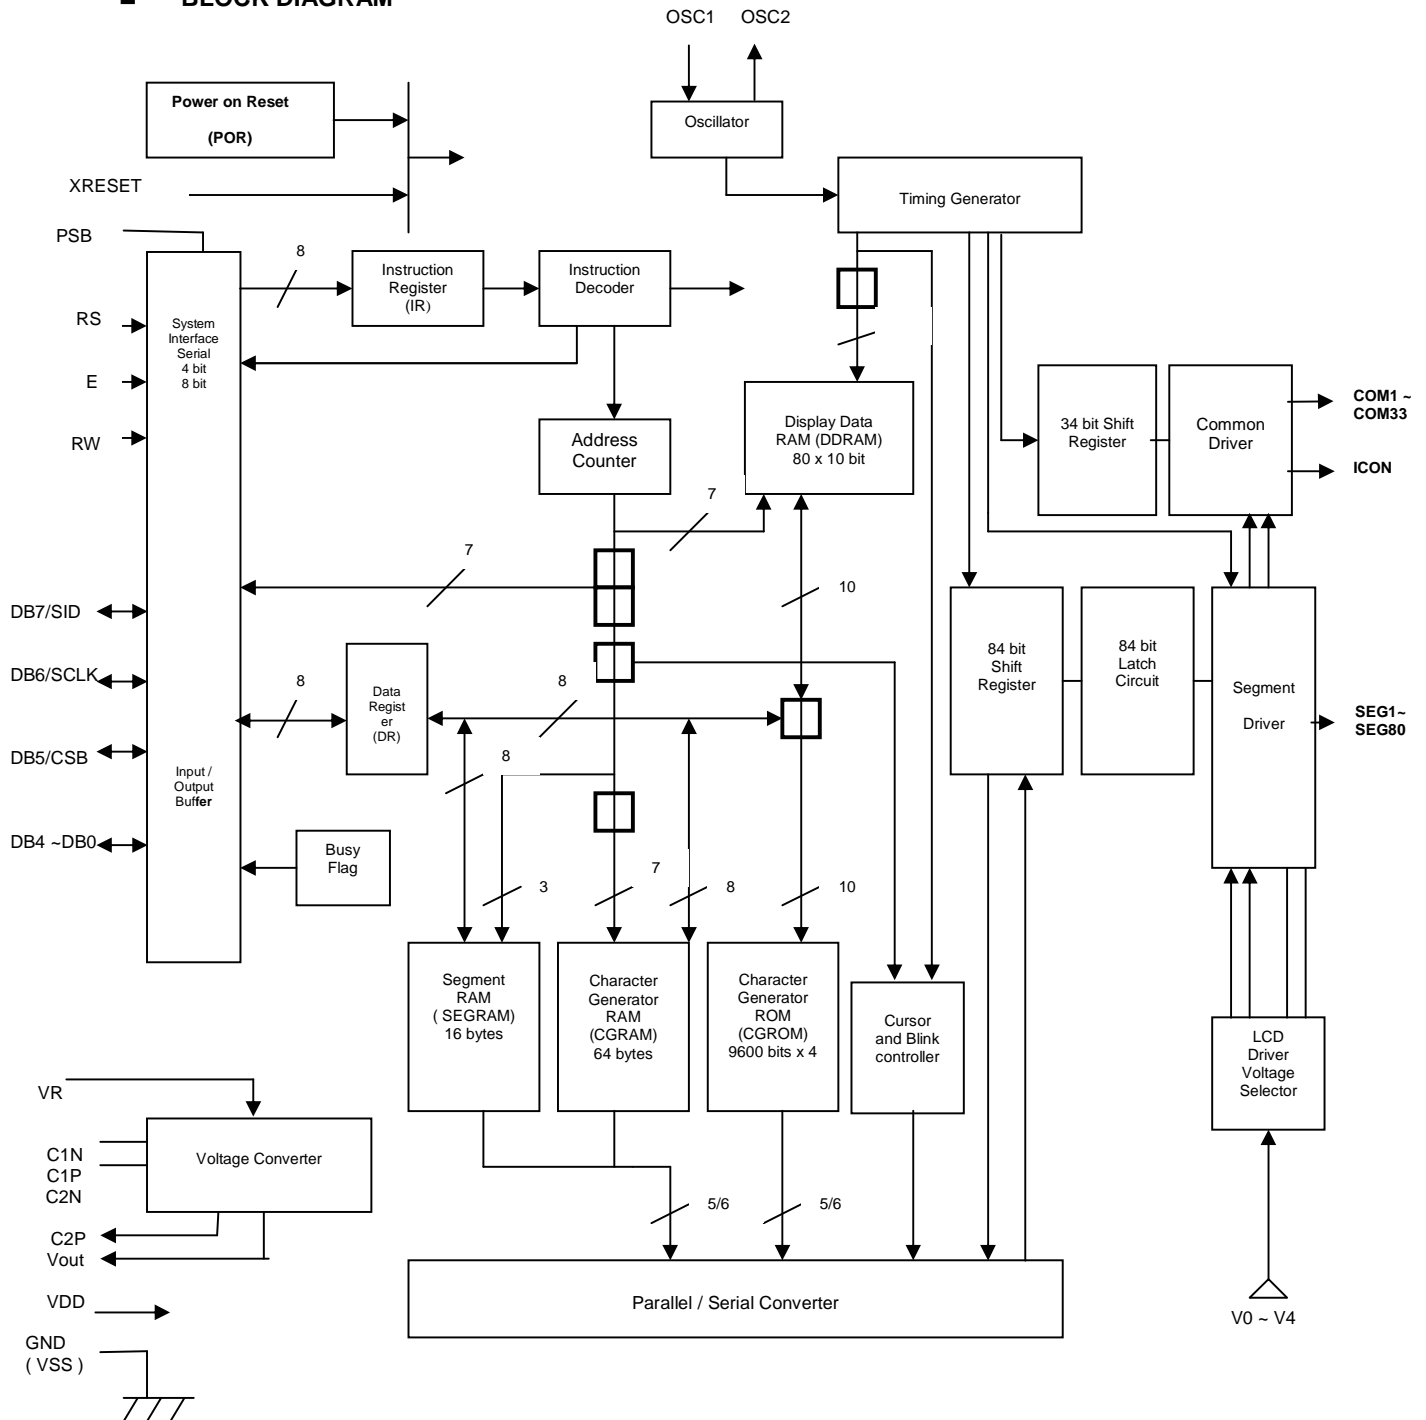 BLOCK DIAGRAM
OSC1 OSC2
Power on Reset
(POR)
Oscillator
XRESET
Timing Generator
PSB
8
Instruction
Register
(IR)
Instruction
Decoder
RS
System
Interface
Serial
4 bit
8 bit
E
RW
Address
Counter
Display Data
RAM (DDRAM)
80 x 10 bit
34 bit Shift
Register
Common
Driver
COM1 ~
COM33
ICON
7
7
10
DB7/SID
DB6/SCLK
DB5/CSB
DB4 ~DB0
8
Data
Regist
er
(DR)
8
8
Input /
Output
Buffer
Busy
Flag
84 bit
Shift
Register
84 bit
Latch
Circuit
Segment
Driver
SEG1~
SEG80
3
7
8
10
Segment
RAM
( SEGRAM)
16 bytes
Character
Generator
RAM
(CGRAM)
64 bytes
Character
Generator
ROM
(CGROM)
9600 bits x 4
Cursor
and Blink
controller
LCD
Driver
Voltage
Selector
VR
Voltage Converter
C1N
C1P
C2N
C2P
Vout
5/6
5/6
VDD
Parallel / Serial Converter
V0 ~ V4
GND
( VSS )